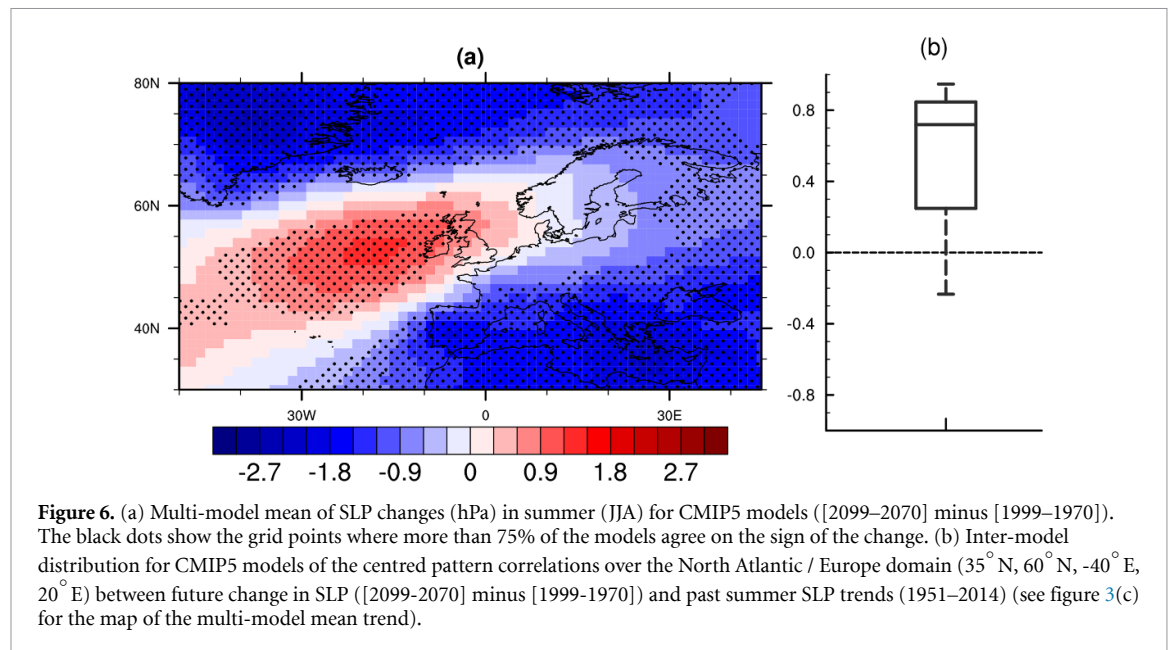 (a)
(b)
80N
60N
40N
30W
0
30E
0.8
0.4
0.0
-0.4
-0.8
-2.7 -1.8 -0.9 0 0.9 1.8 2.7
Figure 6. (a) Multi-model mean of SLP changes (hPa) in summer (JJA) for CMIP5 models ([2099–2070] minus [1999–1970]).
The black dots show the grid points where more than 75% of the models agree on the sign of the change. (b) Inter-model
distribution for CMIP5 models of the centred pattern correlations over the North Atlantic / Europe domain (35° N, 60° N, -40° E,
20° E) between future change in SLP ([2099-2070] minus [1999-1970]) and past summer SLP trends (1951–2014) (see figure 3(c)
for the map of the multi-model mean trend).